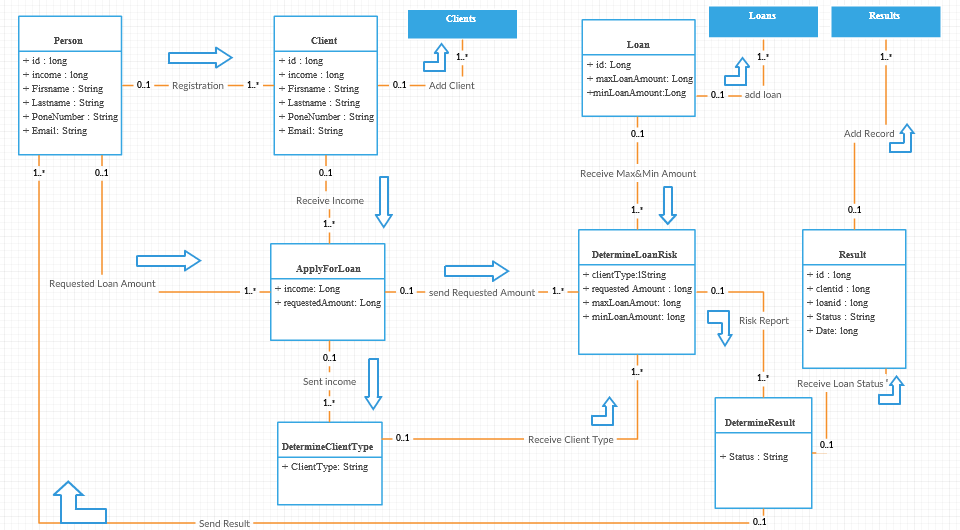 Person
+ id : long
+ income : long
+ Firsname : String
+ Lastname : String
+ PoneNumber : String
+ Email: String
0..1
Registration
1..*
Client
+ id : long
+ income : long
+ Firsname : String
+ Lastname : String
+ PoneNumber : String
+ Email: String
Clients
1..*
0..1
Add Client
Loan
+ id: Long
+ maxLoanAmount: Long
+minLoanAmount:Long
Loans
1..*
0..1
add loan
Results
1..*
Add Record
0..1
1..*
0..1
0..1
Receive Income
1..*
0..1
Receive Max&Min Amount
1..*
Requested Loan Amount
1..*
ApplyForLoan
+ income: Long
+ requestedAmount: Long
0..1
send Requested Amount
1..*
DetermineLoanRisk
+ clientType:lString
+ requested Amount : long
+ maxLoanAmout: long
+ minLoanAmount: long
0..1
Risk Report
1..*
Result
+ id : long
+ clentid : long
+ loanid : long
+ Status : String
+ Date: long
0..1
Sent income
1..*
1..*
Receive Loan Status
0..1
DetermineClientType
+ ClientType: String
0..1
Receive Client Type
DetermineResult
+ Status : String
Send Result
0..1